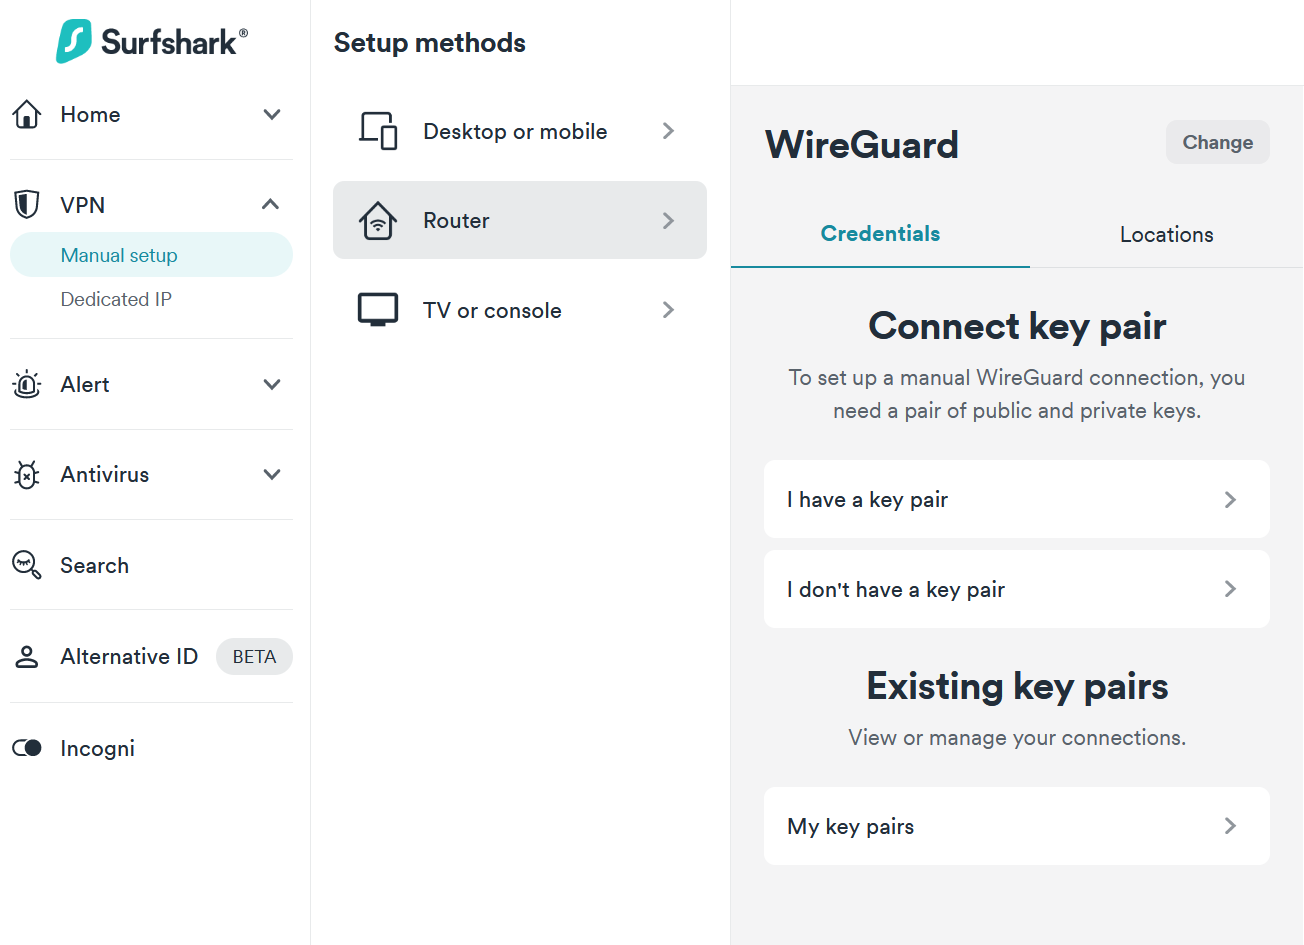 Surfshark®
Home
VPN
Manual setup
Dedicated IP
Alert
Antivirus
Search
Alternative ID BETA
Incogni
Setup methods
Desktop or mobile
Router
TV or console
WireGuard
Change
Credentials
Locations
Connect key pair
To set up a manual WireGuard connection, you
need a pair of public and private keys.
I have a key pair
I don't have a key pair
Existing key pairs
View or manage your connections.
My key pairs